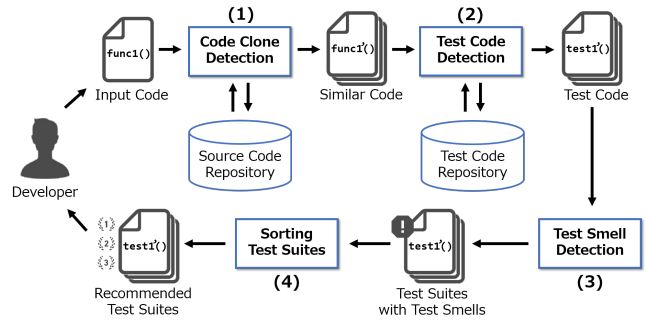 (1)
(2)
func1()
Code Clone
Detection
func1’()
Test Code
Detection
test1’()
Input Code
Similar Code
Test Code
Source Code
Repository
Test Code
Repository
Developer
1
2
3
test1’()
Sorting
Test Suites
!
test1’()
Test Smell
Detection
(4)
(3)
Recommended
Test Suites
Test Suites
with Test Smells